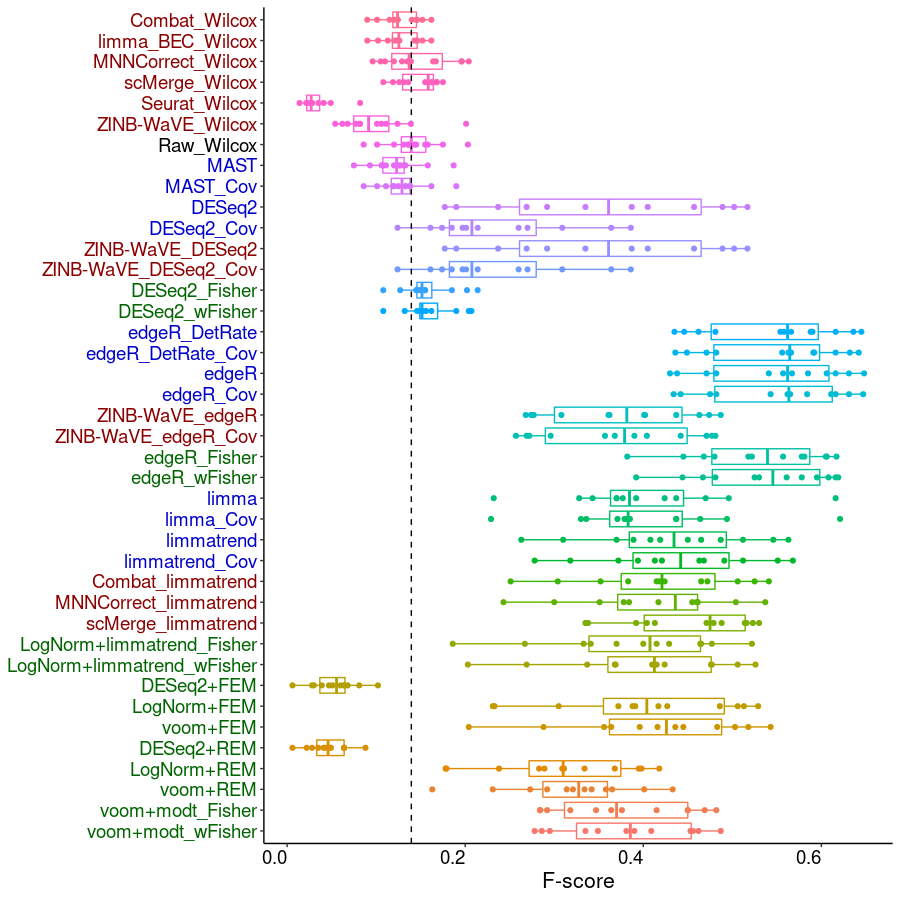 Combat_Wilcox
limma_BEC_Wilcox
MNNCorrect_Wilcox
scMerge_Wilcox
Seurat_Wilcox
ZINB-WaVE_Wilcox
Raw_Wilcox
MAST
MAST_Cov
DESeq2
DESeq2_Cov
ZINB-WaVE_DESeq2
ZINB-WaVE_DESeq2_Cov
DESeq2_Fisher
DESeq2_wFisher
edgeR_DetRate
edgeR_DetRate_Cov
edgeR
edgeR_Cov
ZINB-WaVE_edgeR
ZINB-WaVE_edgeR_Cov
edgeR_Fisher
edgeR_wFisher
limma
limma_Cov
limmatrend
limmatrend_Cov
Combat_limmatrend
MNNCorrect_limmatrend
scMerge_limmatrend
LogNorm+limmatrend_Fisher
LogNorm+limmatrend_wFisher
DESeq2+FEM
LogNorm+FEM
voom+FEM
DESeq2+REM
LogNorm+REM
voom+REM
voom+modt_Fisher
voom+modt_wFisher
0.0 0.2 0.4 0.6
F-score